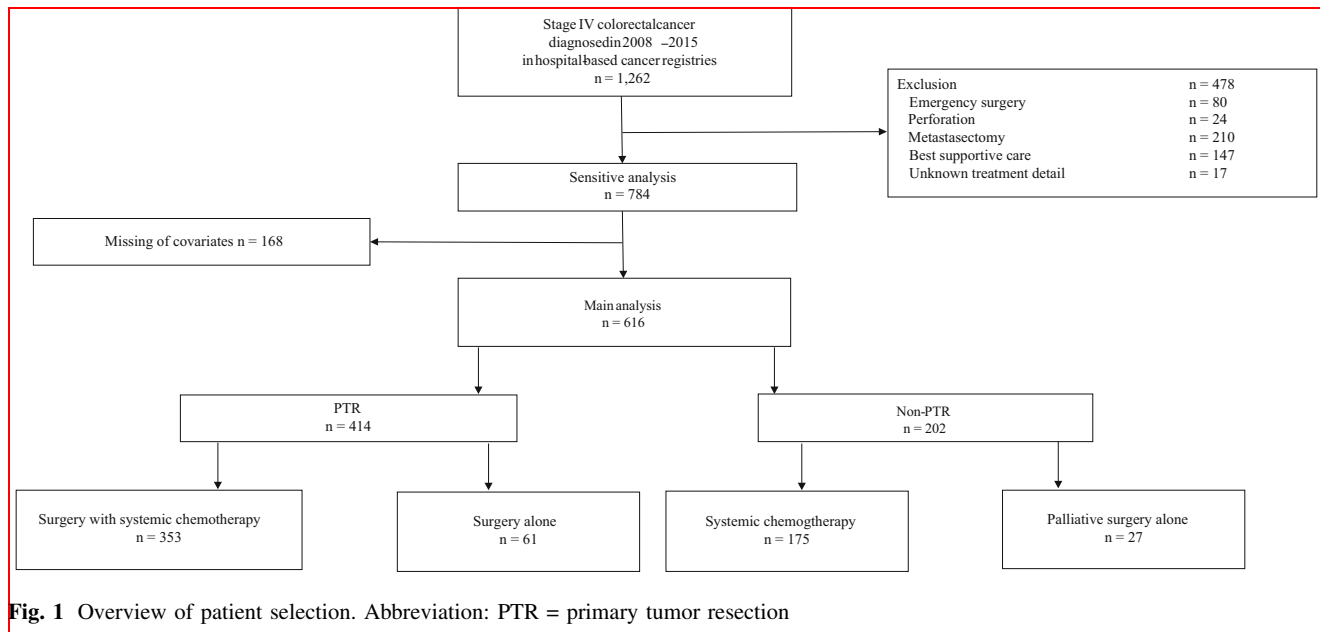 Stage IV colorectalcancer
diagnosedin 2008 –2015
in hospital-based cancer registries
n = 1,262
Exclusion n = 478
Emergency surgery n = 80
Perforation n = 24
Metastasectomy n = 210
Best supportive care n = 147
Unknown treatment detail n = 17
Sensitive analysis
n = 784
Missing of covariates n = 168
Main analysis
n = 616
PTR
n = 414
Non-PTR
n = 202
Surgery with systemic chemotherapy
n = 353
Surgery alone
n = 61
Systemic chemogtherapy
n = 175
Palliative surgery alone
n = 27
Fig. 1 Overview of patient selection. Abbreviation: PTR = primary tumor resection